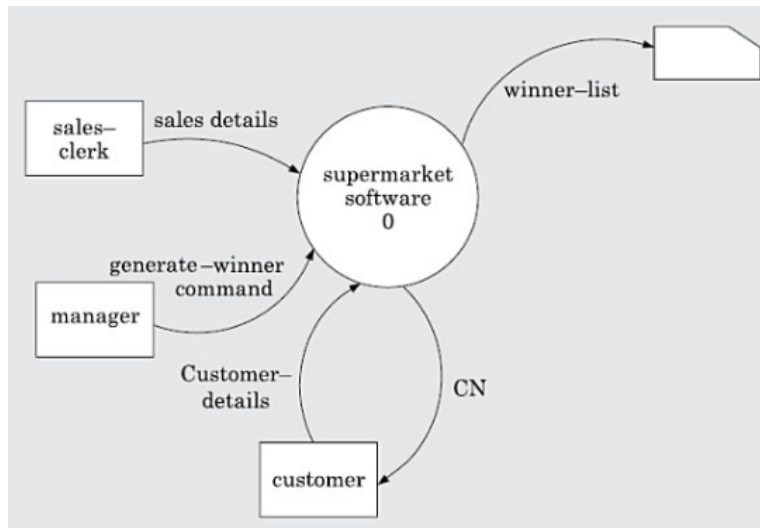 winner–list
sales–
clerk
sales details
supermarket
software
0
generate–winner
command
manager
Customer–
details
CN
customer